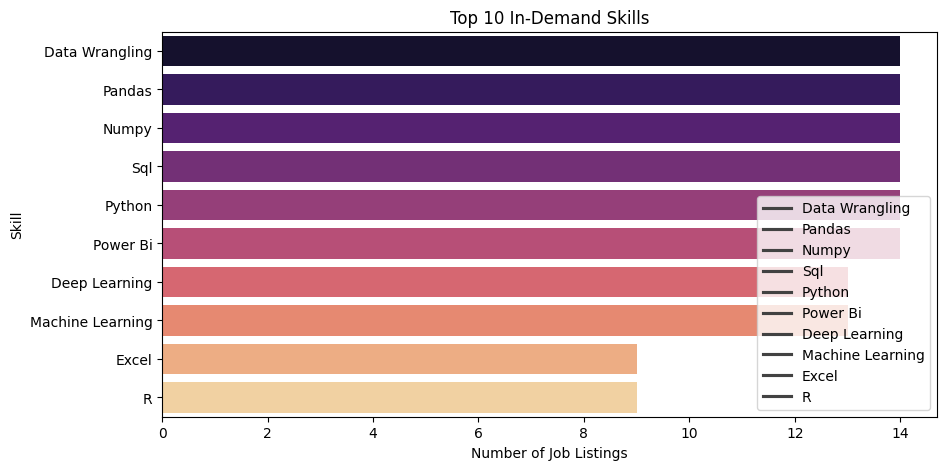 Top 10 In-Demand Skills
Skill
Data Wrangling
Pandas
Numpy
Sql
Python
Power Bi
Deep Learning
Machine Learning
Excel
R
Data Wrangling
Pandas
Numpy
Sql
Python
Power Bi
Deep Learning
Machine Learning
Excel
R
0 2 4 6 8 10 12 14
Number of Job Listings